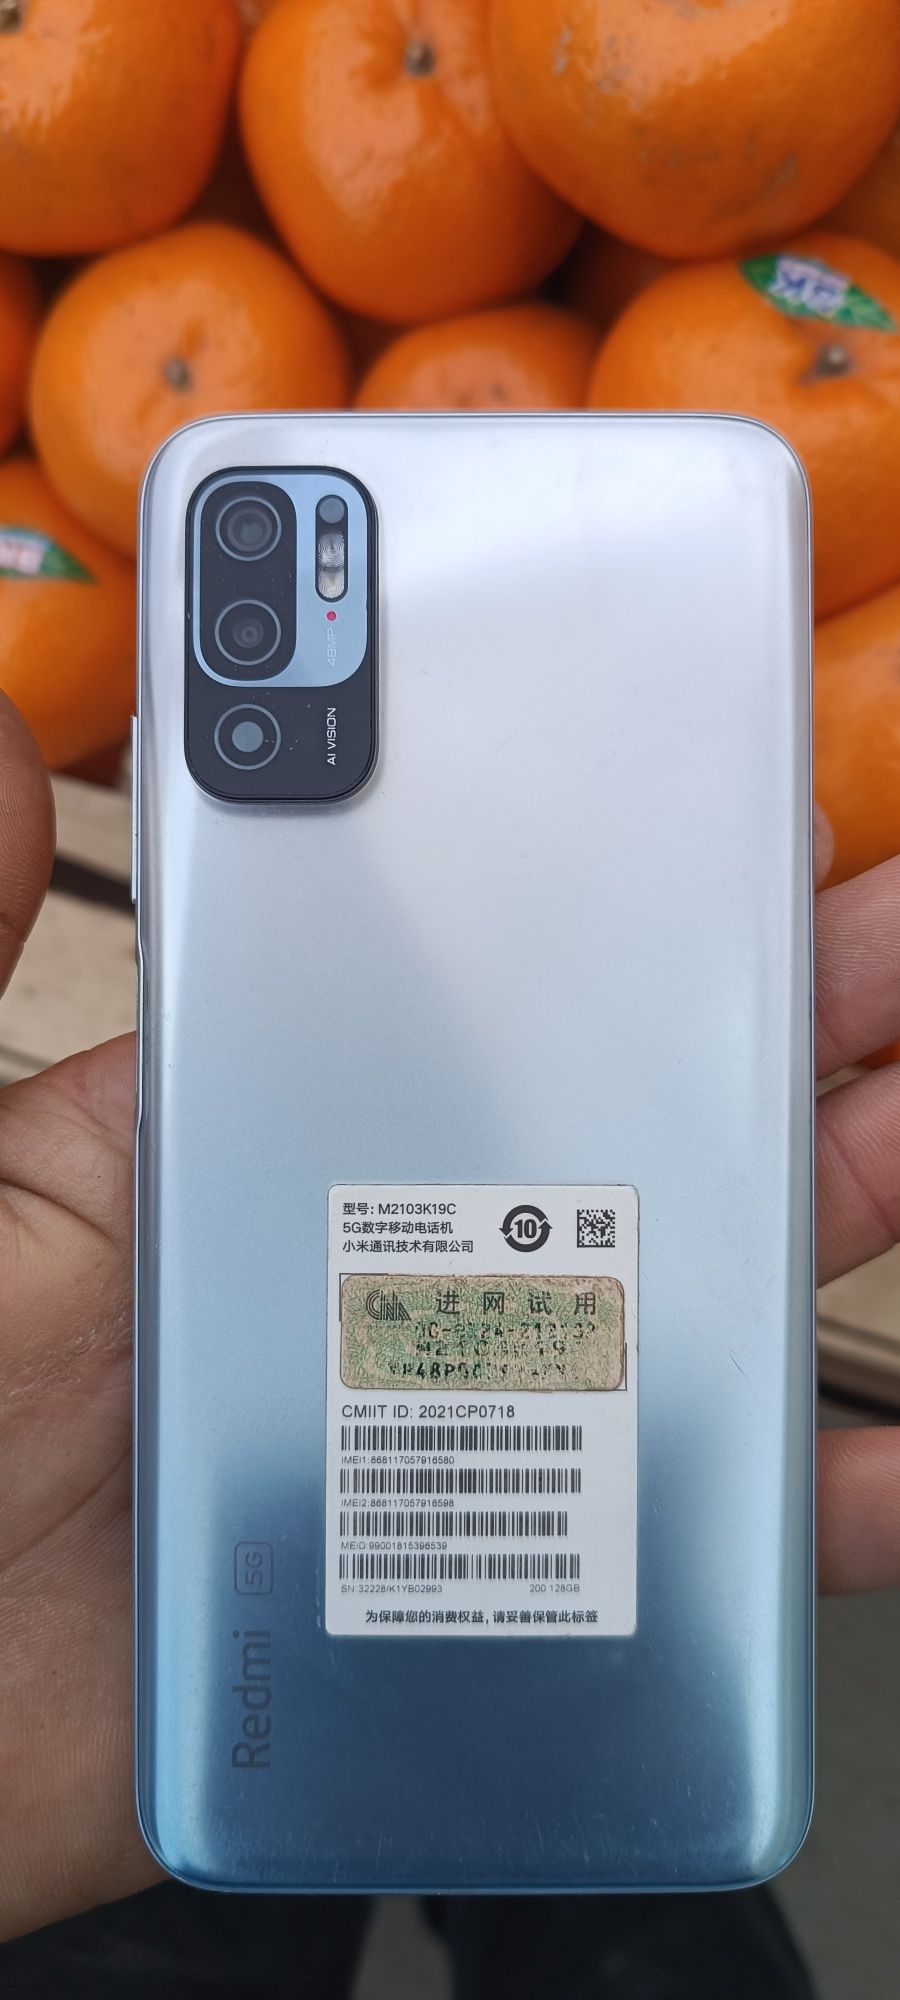 48MP
AI VISION
型号: M2103K19C
5G数字移动电话机
小米通讯技术有限公司
10
进网试用
CMIIT ID: 2021CP0718
IMEI1:868117057916580
IMEI2:868117057916598
MEID:99001815396539
SN:32228/K1YB02993 200 128GB
为保障您的消费权益, 请妥善保管此标签
Redmi 5G